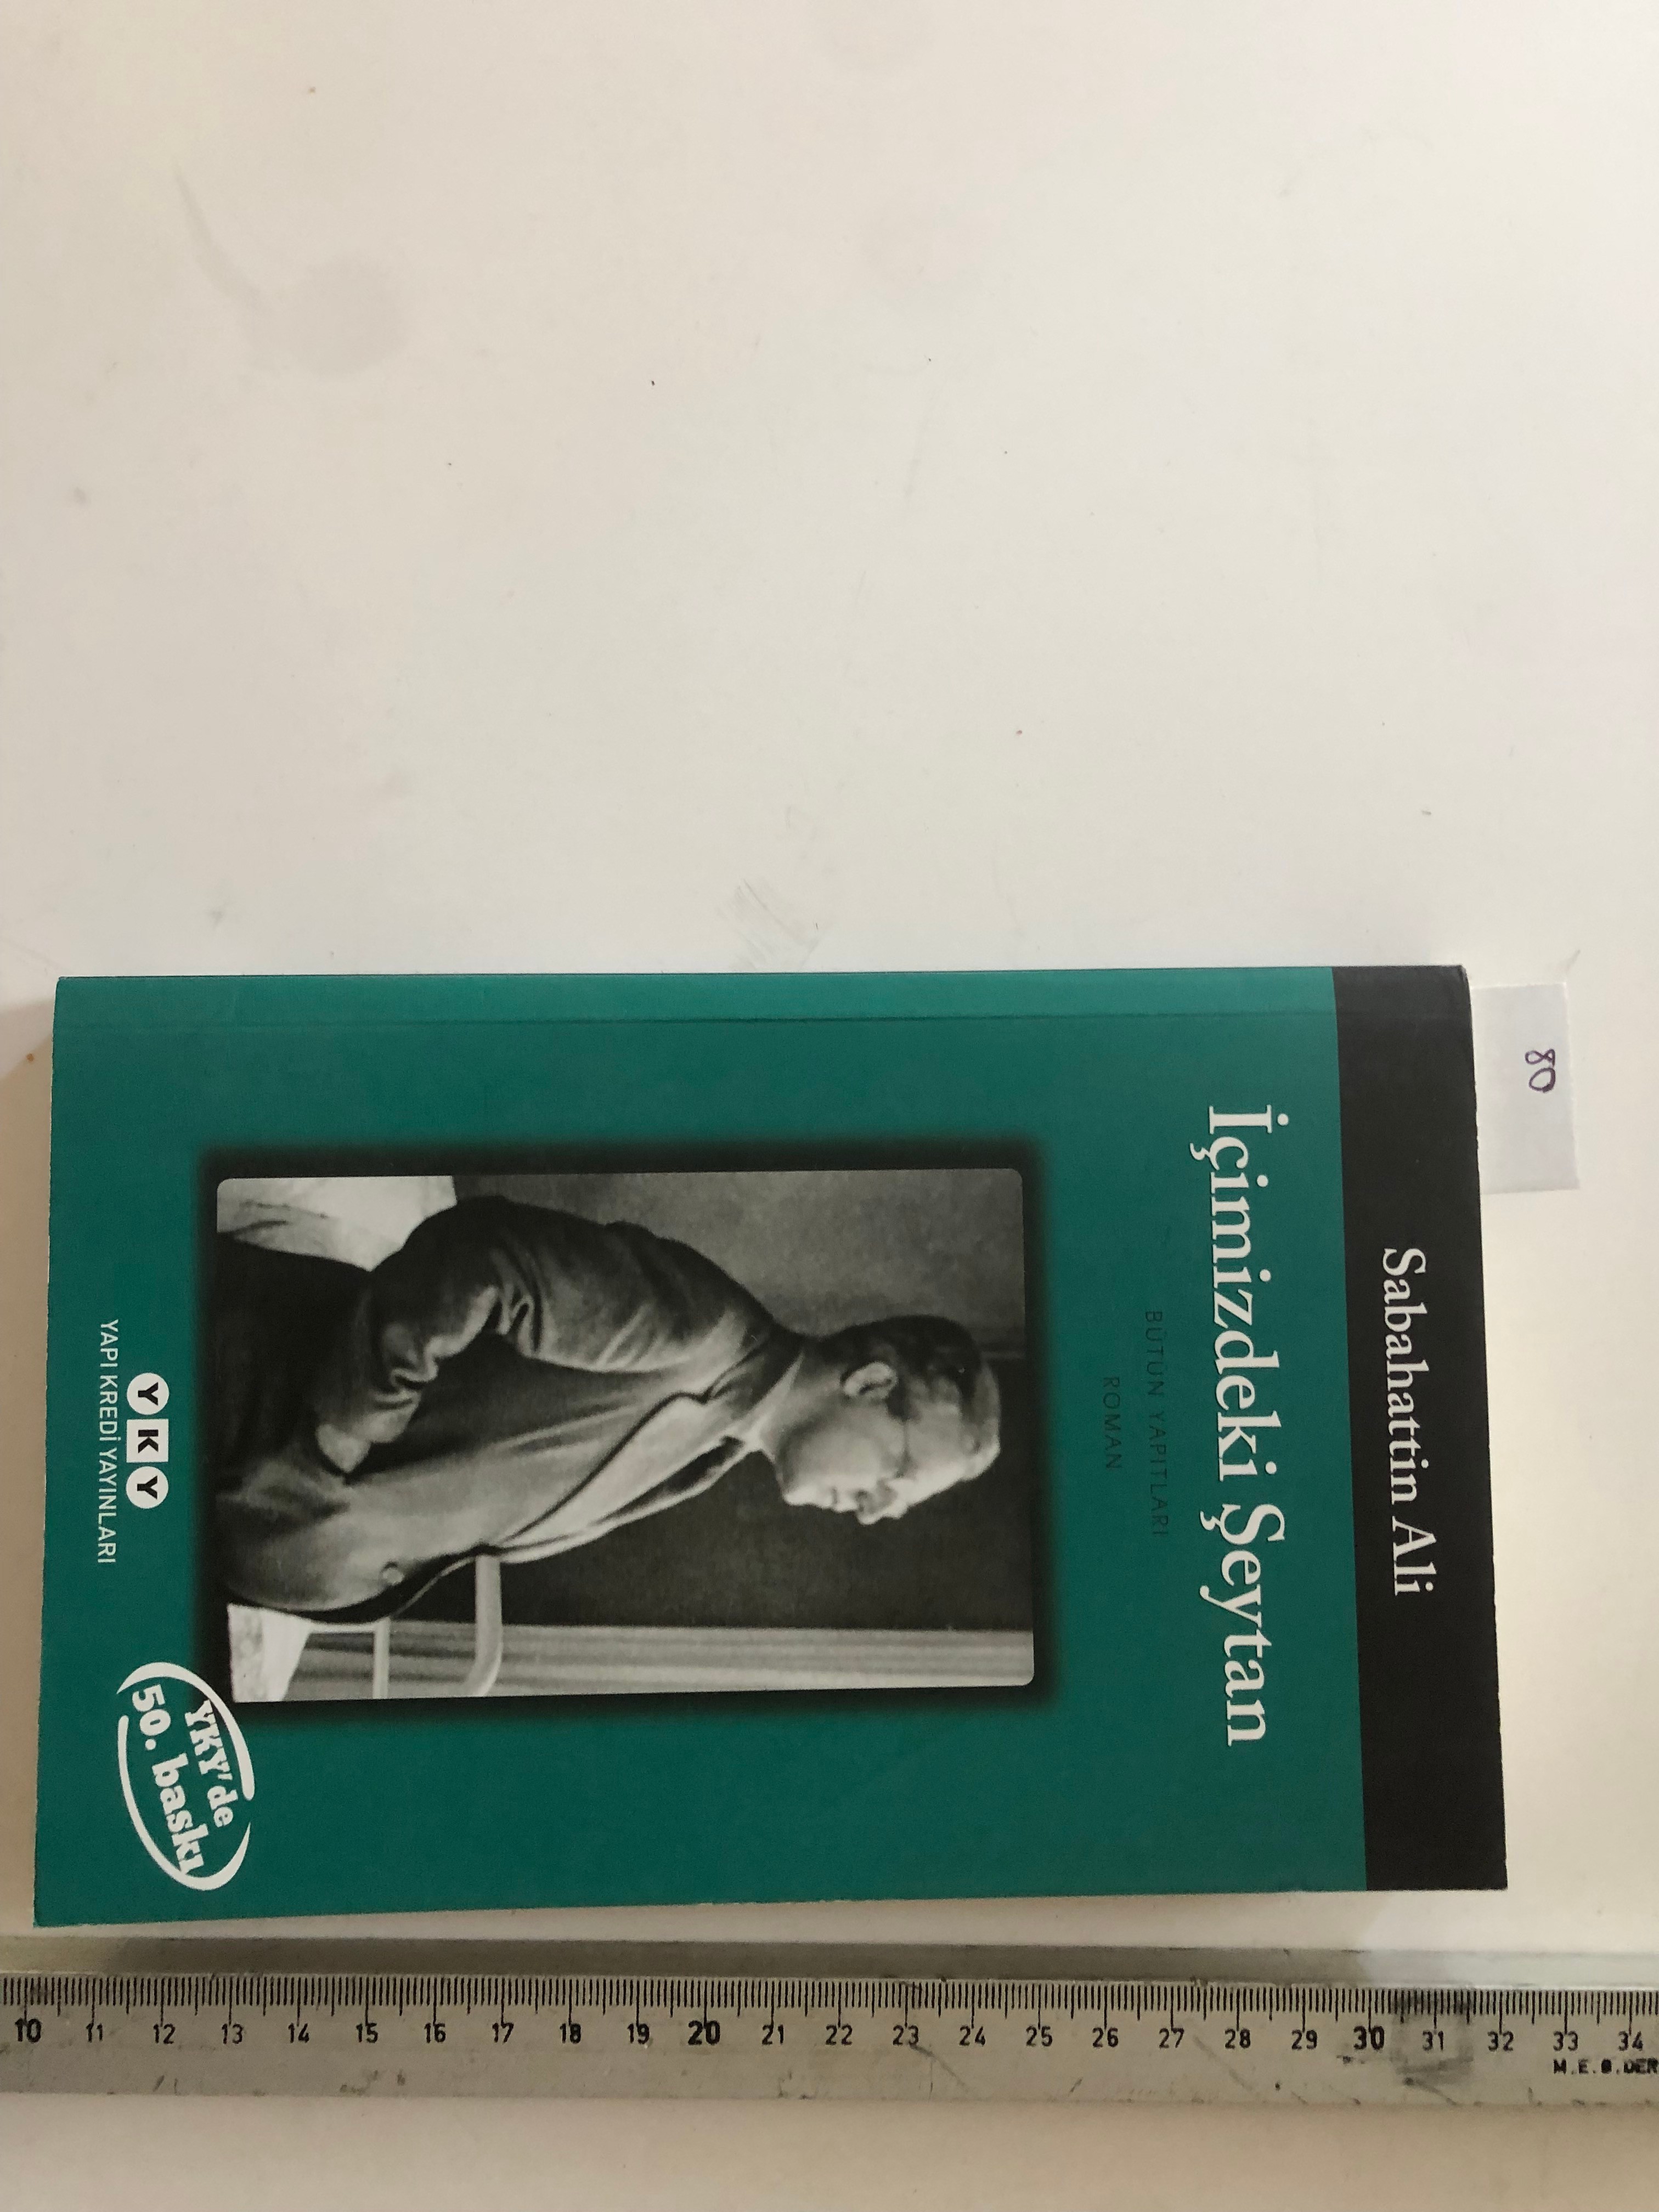 80
Sabahattin Ali
İçimizdeki Şeytan
BÜTÜN YAPITLARI
ROMAN
YKY
YAPI KREDİ YAYINLARI
YKY'de
50. baskı
10 11 12 13 14 15 16 17 18 19 20 21 22 23 24 25 26 27 28 29 30 31 32 33 34